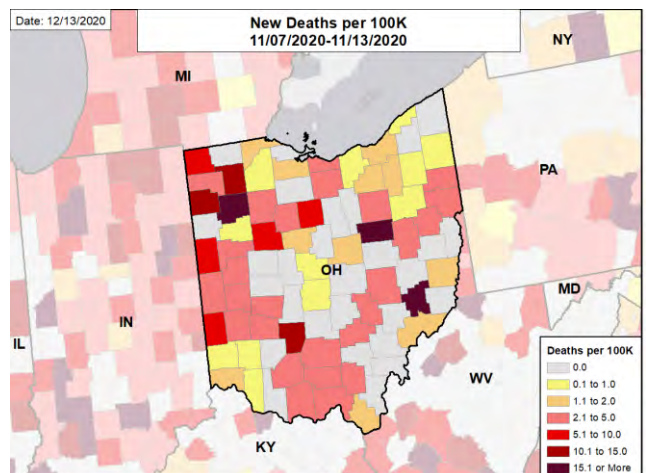 Date: 12/13/2020
New Deaths per 100K
11/07/2020-11/13/2020
NY
MI
PA
OH
MD
IN
IL
WV
KY
Deaths per 100K
0.0
0.1 to 1.0
1.1 to 2.0
2.1 to 5.0
5.1 to 10.0
10.1 to 15.0
15.1 or More